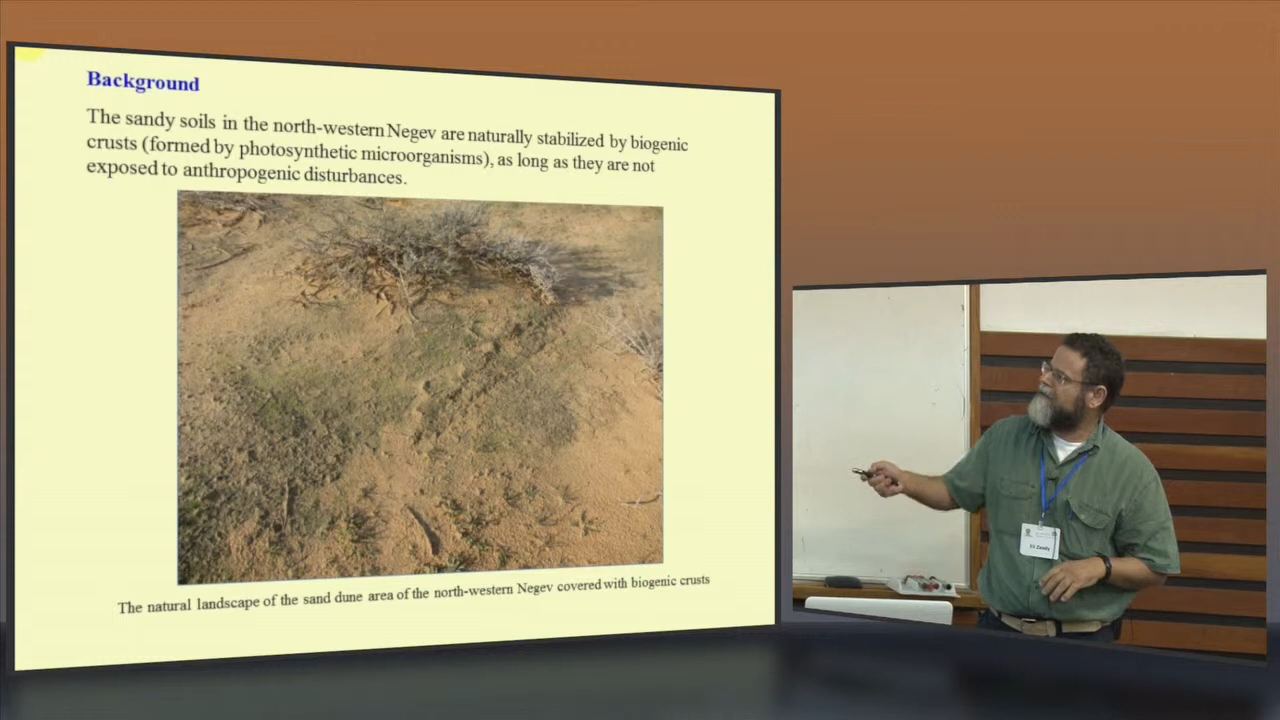 Background
The sandy soils in the north-western Negev are naturally stabilized by biogenic
crusts (formed by photosynthetic microorganisms), as long as they are not
exposed to anthropogenic disturbances.
The natural landscape of the sand dune area of the north-western Negev covered with biogenic crusts
Eli Zaady